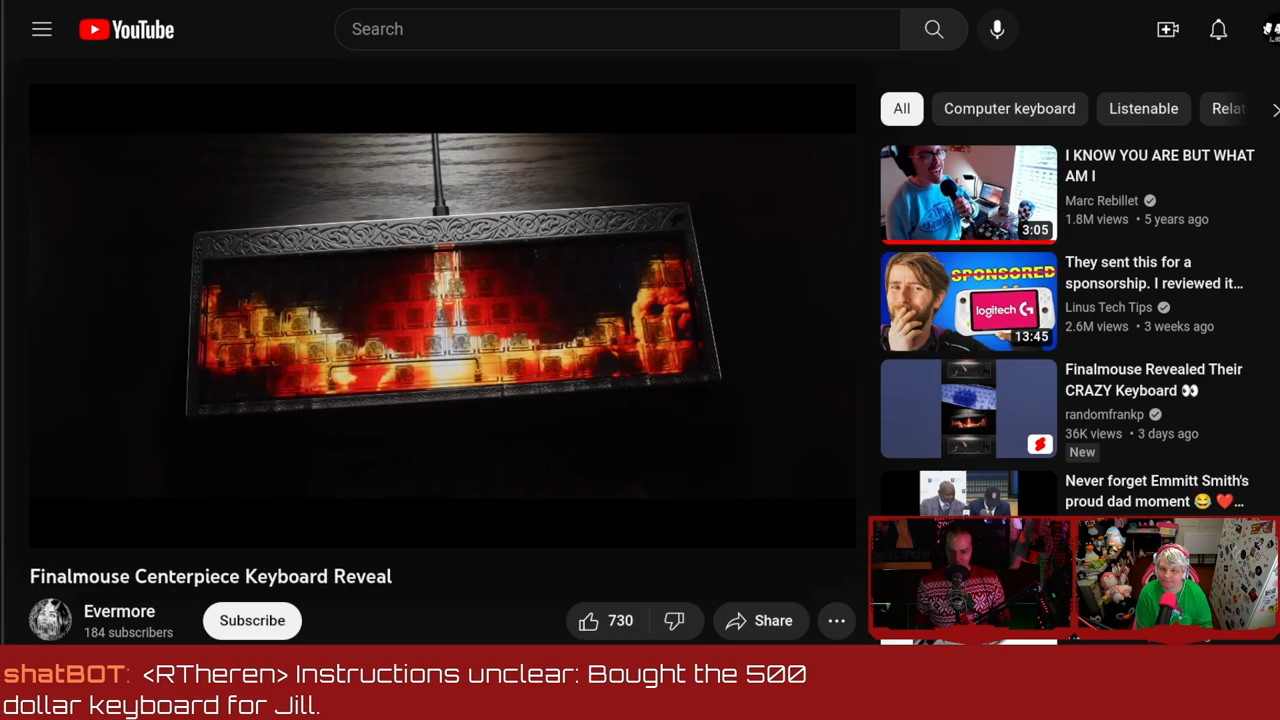 YouTube
Search
All
Computer keyboard
Listenable
Relat
I KNOW YOU ARE BUT WHAT
AM I
Marc Rebillet
1.8M views • 5 years ago
3:05
They sent this for a
sponsorship. I reviewed it...
Linus Tech Tips
2.6M views • 3 weeks ago
SPONSORED
logitech G
13:45
Finalmouse Revealed Their
CRAZY Keyboard 👀
randomfrankp
36K views • 3 days ago
New
Never forget Emmitt Smith's
proud dad moment 😂 ❤️...
Finalmouse Centerpiece Keyboard Reveal
Evermore
184 subscribers
Subscribe
730
Share
shatBOT: <RTheren> Instructions unclear: Bought the 500
dollar keyboard for Jill.